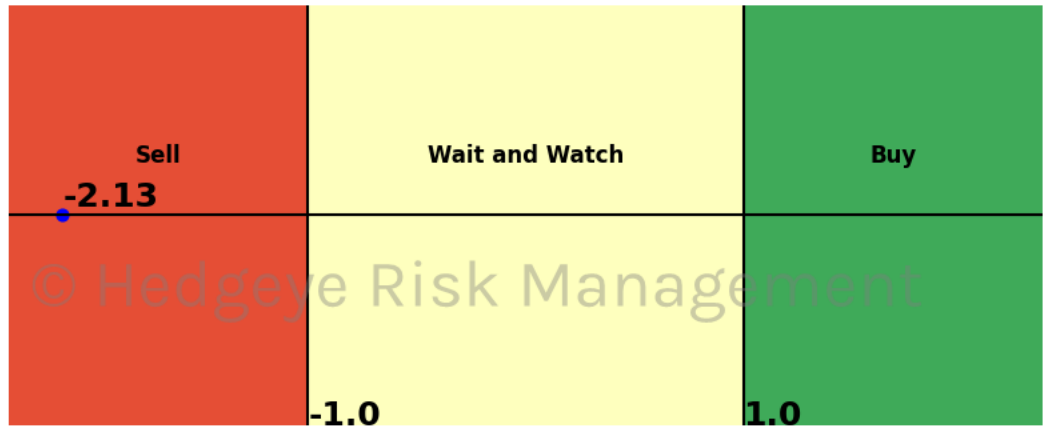 Sell
Wait and Watch
Buy
-2.13
© Hedgeye Risk Management
-1.0
1.0